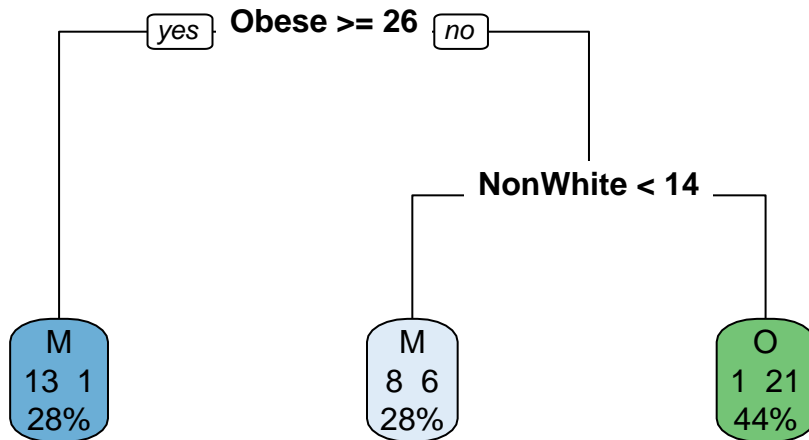 yes Obese >= 26 no
NonWhite < 14
M
13 1
28%
M
8 6
28%
O
1 21
44%